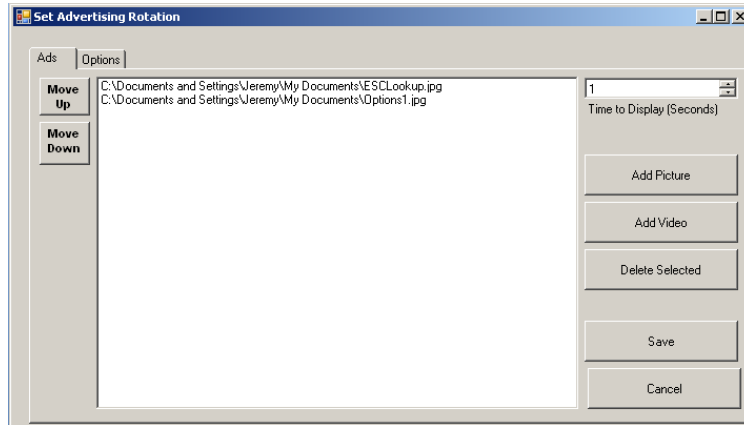 Set Advertising Rotation
Ads
Options
Move
Up
Move
Down
C:\Documents and Settings\Jeremy\My Documents\ESCLookup.jpg
C:\Documents and Settings\Jeremy\My Documents\Options1.jpg
1
Time to Display (Seconds)
Add Picture
Add Video
Delete Selected
Save
Cancel